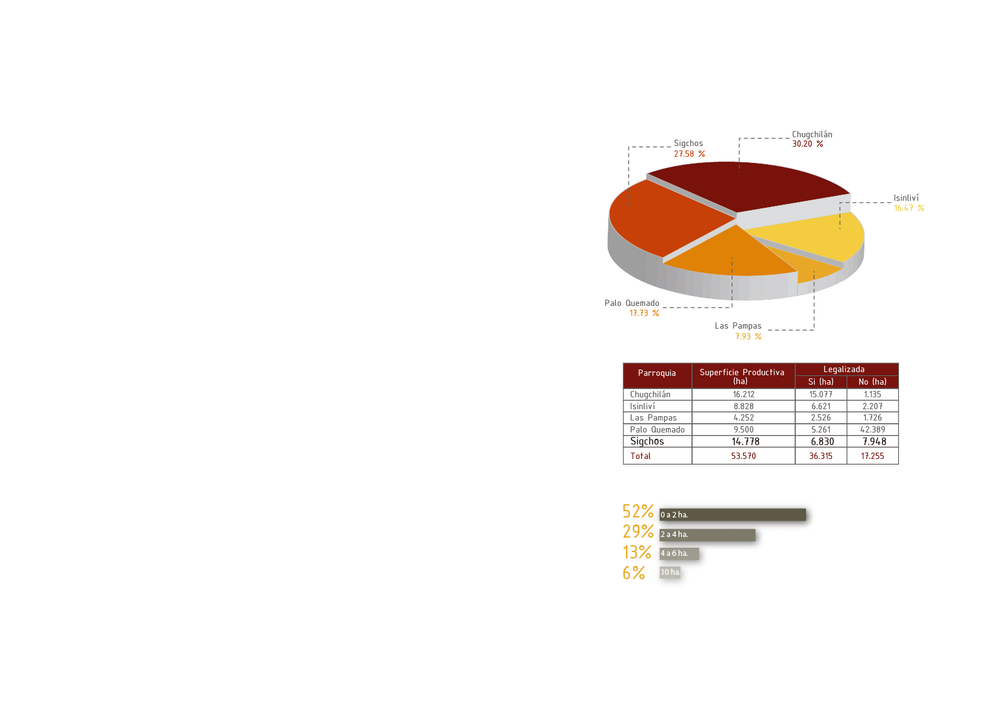 Chugchilán
30.20 %
Sigchos
27.58 %
Isinliví
16.47 %
Palo Quemado
17.73 %
Las Pampas
7.93 %
Parroquia Superficie Productiva (ha) Legalizada
Si (ha) No (ha)
Chugchilán 16.212 15.077 1.135
Isinliví 8.828 6.621 2.207
Las Pampas 4.252 2.526 1.726
Palo Quemado 9.500 5.261 42.389
Sigchos 14.778 6.830 7.948
Total 53.570 36.315 17.255
52% 0 a 2 ha.
29% 2 a 4 ha.
13% 4 a 6 ha.
6% 10 ha.